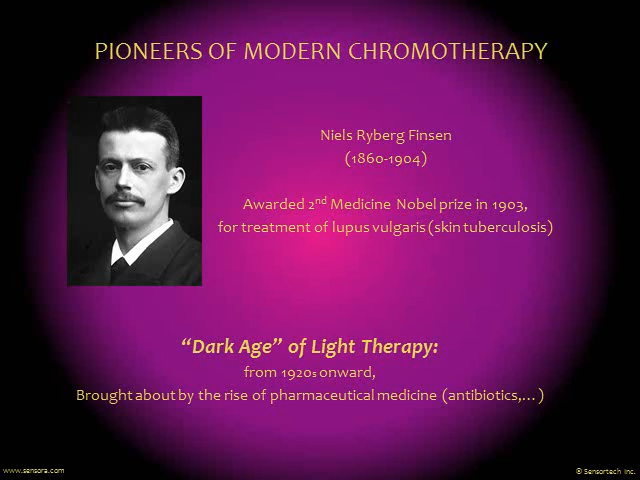 PIONEERS OF MODERN CHROMOTHERAPY
Niels Ryberg Finsen
(1860-1904)
Awarded 2nd Medicine Nobel prize in 1903,
for treatment of lupus vulgaris (skin tuberculosis)
“Dark Age” of Light Therapy:
from 1920s onward,
Brought about by the rise of pharmaceutical medicine (antibiotics,…)
www.sensora.com
© Sensortech Inc.